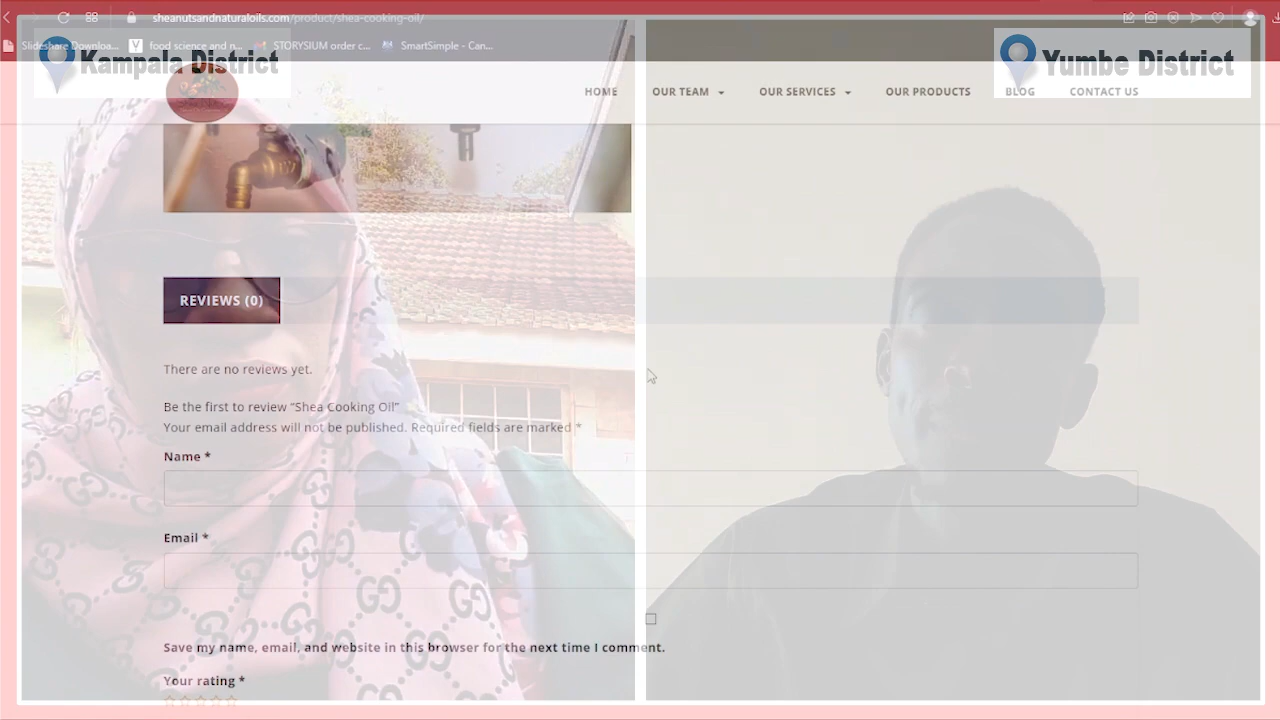 sheanutsandnaturaloils.com/product/shea-cooking-oil/
Slideshare Downloa... food science and n... STORYSIUM order c... SmartSimple - Can...
Kampala District
Yumbe District
HOME OUR TEAM OUR SERVICES OUR PRODUCTS BLOG CONTACT US
REVIEWS (0)
There are no reviews yet.
Be the first to review “Shea Cooking Oil”
Your email address will not be published. Required fields are marked *
Name *
Email *
Save my name, email, and website in this browser for the next time I comment.
Your rating *